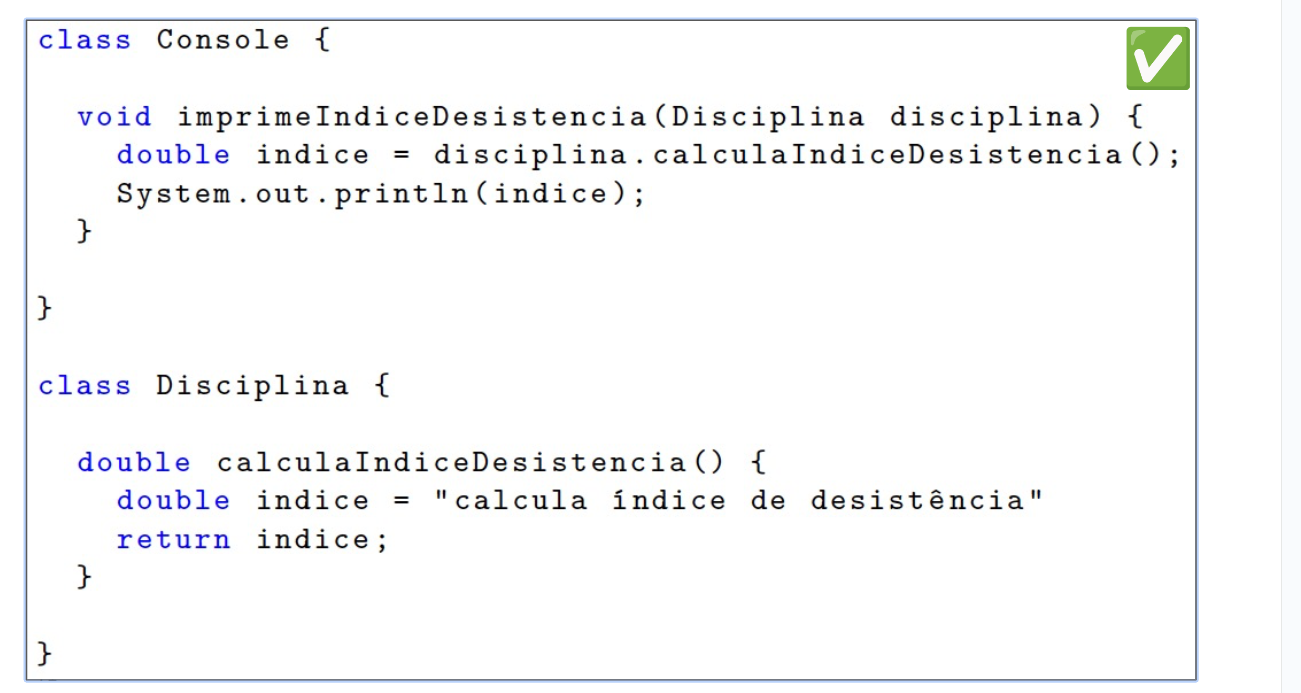 class Console {
void imprimeIndiceDesistencia(Disciplina disciplina) {
double indice = disciplina.calculaIndiceDesistencia();
System.out.println(indice);
}
}
class Disciplina {
double calculaIndiceDesistencia() {
double indice = "calcula índice de desistência"
return indice;
}
}